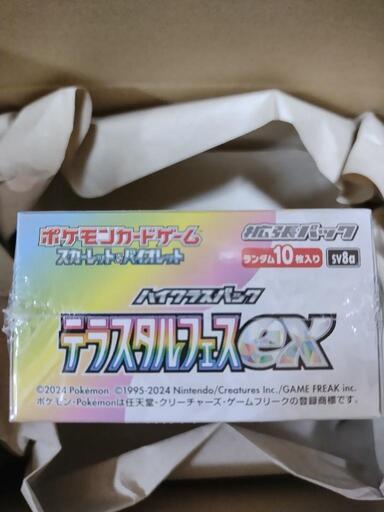 ポケモンカードゲーム
スカーレット&バイオレット
拡張パック
ランダム10枚入り
sv8a
ハイクラスパック
テラスタルフェスex
©2024 Pokémon ©1995-2024 Nintendo/Creatures Inc./GAME FREAK inc.
ポケモン・Pokémonは任天堂・クリーチャーズ・ゲームフリークの登録商標です。